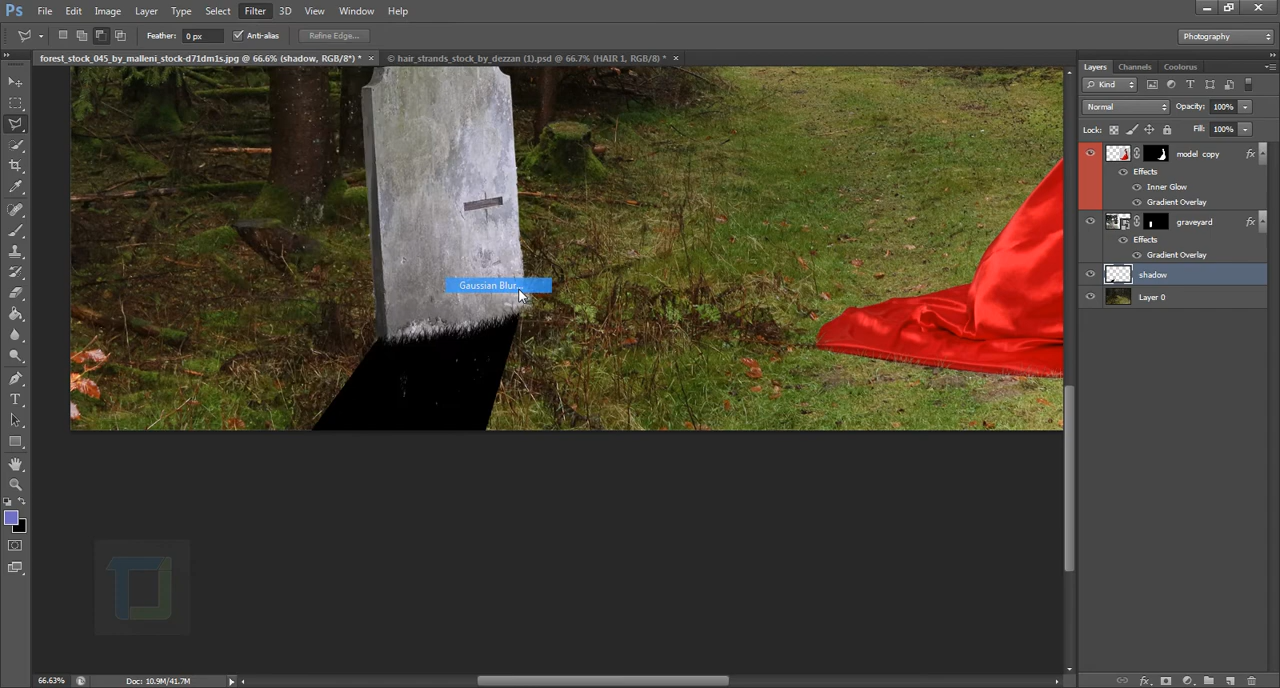 Ps File Edit Image Layer Type Select Filter 3D View Window Help
Feather: 0 px Anti-alias Refine Edge... Photography
forest_stock_045_by_malleni_stock-d71dm1s.jpg @ 66.6% (shadow, RGB/8*) * × © hair_strands_stock_by_dezzan (1).psd @ 66.7% (HAIR 1, RGB/8) * ×
Layers Channels Coolorus
Kind
Normal Opacity: 100%
Lock: Fill: 100%
model copy fx
Effects
Inner Glow
Gradient Overlay
graveyard fx
Effects
Gradient Overlay
shadow
Layer 0
Gaussian Blur...
66.63% Doc: 10.9M/41.7M